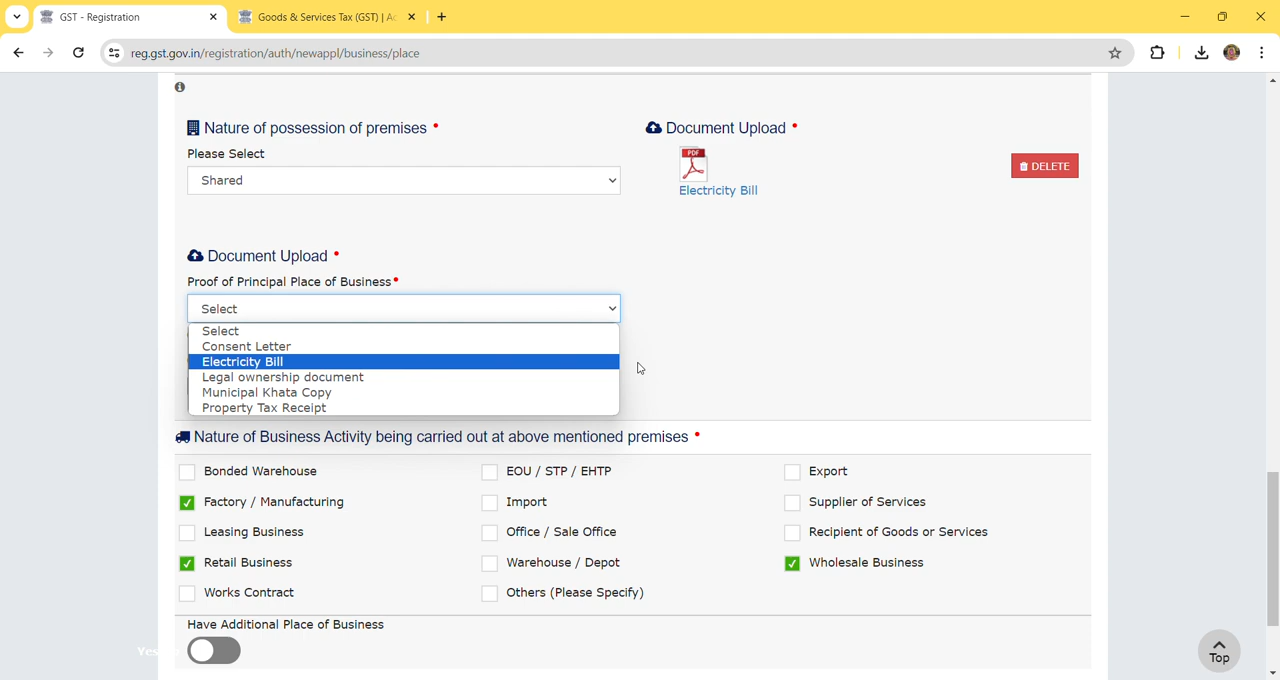 GST - Registration
Goods & Services Tax (GST) | Ac
reg.gst.gov.in/registration/auth/newappl/business/place
Nature of possession of premises •
Document Upload •
Please Select
Shared
PDF
Electricity Bill
DELETE
Document Upload •
Proof of Principal Place of Business•
Select
Select
Consent Letter
Electricity Bill
Legal ownership document
Municipal Khata Copy
Property Tax Receipt
Nature of Business Activity being carried out at above mentioned premises •
Bonded Warehouse
EOU / STP / EHTP
Export
Factory / Manufacturing
Import
Supplier of Services
Leasing Business
Office / Sale Office
Recipient of Goods or Services
Retail Business
Warehouse / Depot
Wholesale Business
Works Contract
Others (Please Specify)
Have Additional Place of Business
Yes
Top